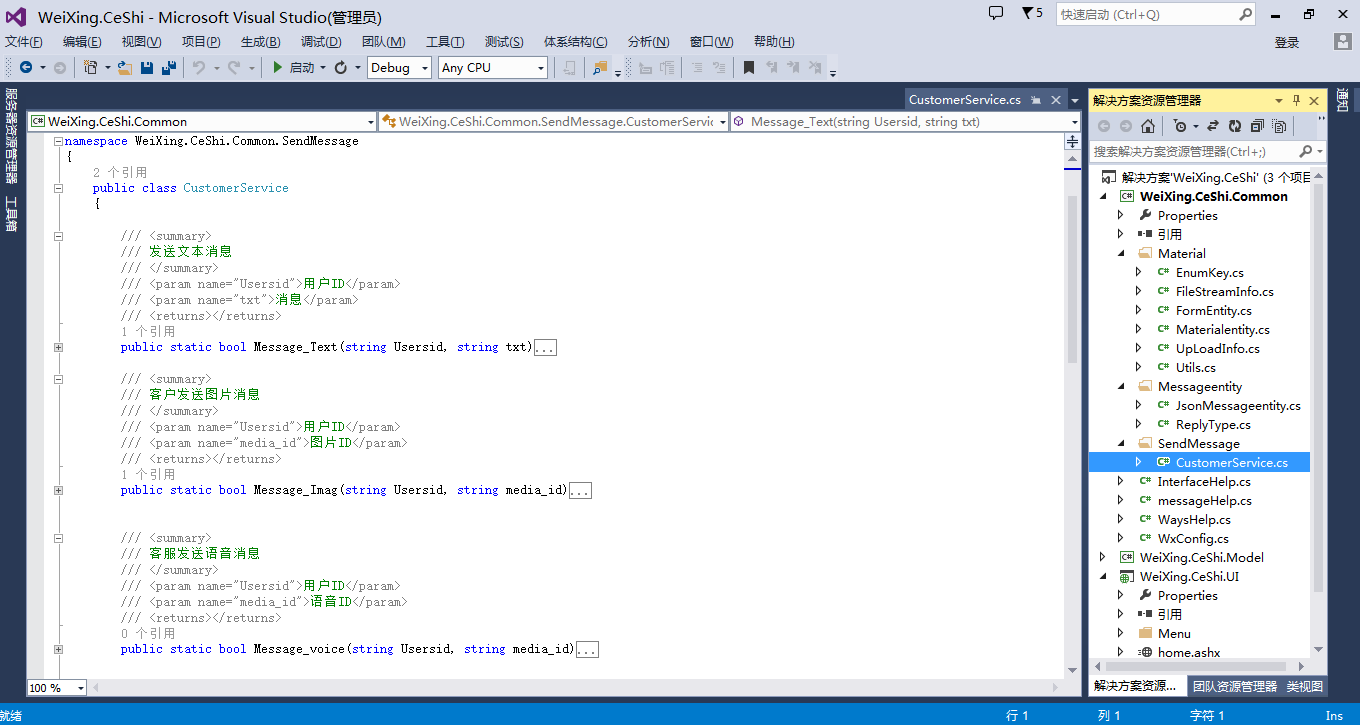 WeiXing.CeShi - Microsoft Visual Studio(管理员)
5
快速启动 (Ctrl+Q)
文件(F) 编辑(E) 视图(V) 项目(P) 生成(B) 调试(D) 团队(M) 工具(T) 测试(S) 体系结构(C) 分析(N) 窗口(W) 帮助(H)
登录
启动 Debug Any CPU
服务器资源管理器
工具箱
CustomerService.cs
WeiXing.CeShi.Common
WeiXing.CeShi.Common.SendMessage.CustomerServic
Message_Text(string Usersid, string txt)
namespace WeiXing.CeShi.Common.SendMessage
{
2 个引用
public class CustomerService
{
/// <summary>
/// 发送文本消息
/// </summary>
/// <param name="Usersid">用户ID</param>
/// <param name="txt">消息</param>
/// <returns></returns>
1 个引用
public static bool Message_Text(string Usersid, string txt)...
/// <summary>
/// 客户发送图片消息
/// </summary>
/// <param name="Usersid">用户ID</param>
/// <param name="media_id">图片ID</param>
/// <returns></returns>
1 个引用
public static bool Message_Imag(string Usersid, string media_id)...
/// <summary>
/// 客服发送语音消息
/// </summary>
/// <param name="Usersid">用户ID</param>
/// <param name="media_id">语音ID</param>
/// <returns></returns>
0 个引用
public static bool Message_voice(string Usersid, string media_id)...
100 %
解决方案资源管理器
搜索解决方案资源管理器(Ctrl+;)
解决方案'WeiXing.CeShi' (3 个项目
C# WeiXing.CeShi.Common
Properties
引用
Material
C# EnumKey.cs
C# FileStreamInfo.cs
C# FormEntity.cs
C# Materialentity.cs
C# UpLoadInfo.cs
C# Utils.cs
Messageentity
C# JsonMessageentity.cs
C# ReplyType.cs
SendMessage
C# CustomerService.cs
C# InterfaceHelp.cs
C# messageHelp.cs
C# WaysHelp.cs
C# WxConfig.cs
C# WeiXing.CeShi.Model
WeiXing.CeShi.UI
Properties
引用
Menu
home.ashx
解决方案资源... 团队资源管理器 类视图
通知
就绪 行 1 列 1 字符 1 Ins